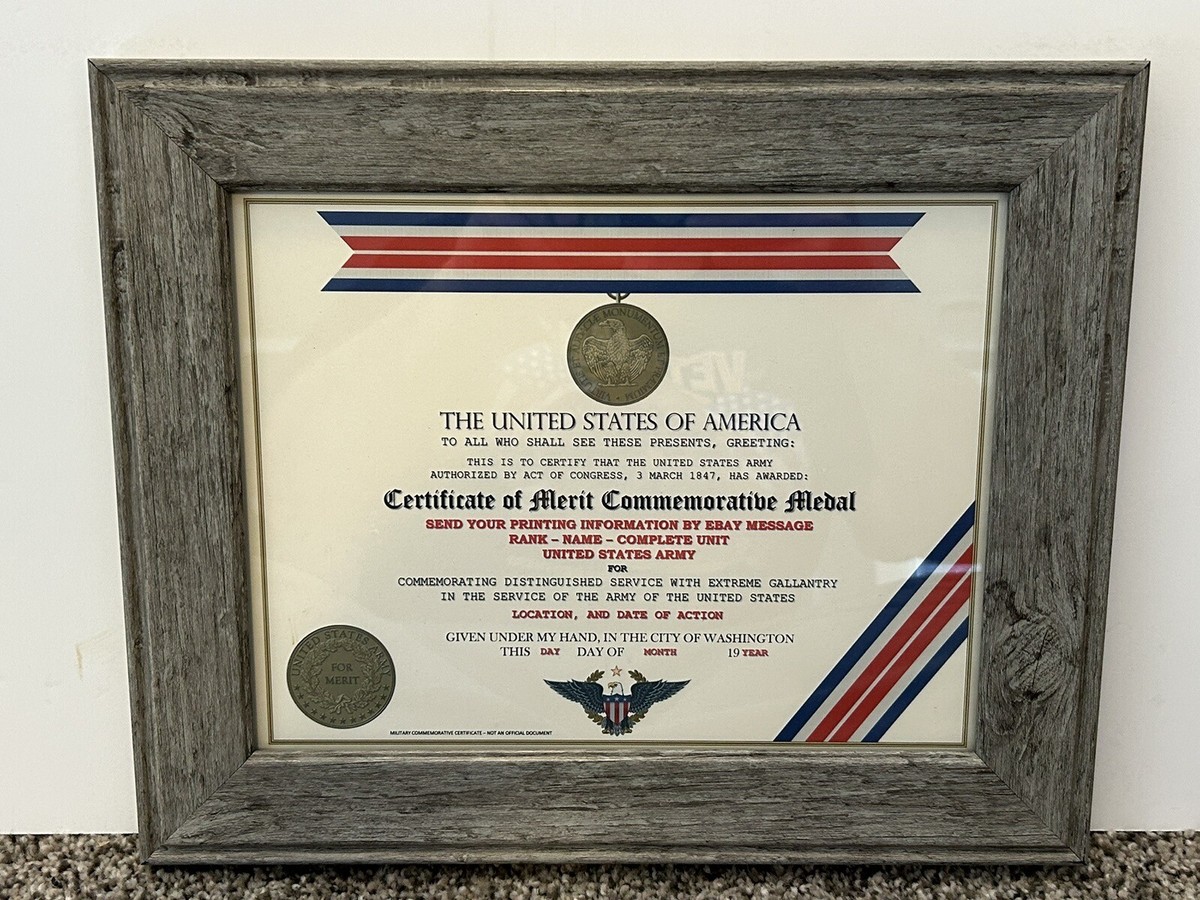 THE UNITED STATES OF AMERICA
TO ALL WHO SHALL SEE THESE PRESENTS, GREETING:
THIS IS TO CERTIFY THAT THE UNITED STATES ARMY
AUTHORIZED BY ACT OF CONGRESS, 3 MARCH 1847, HAS AWARDED:
Certificate of Merit Commemorative Medal
SEND YOUR PRINTING INFORMATION BY EBAY MESSAGE
RANK – NAME – COMPLETE UNIT
UNITED STATES ARMY
FOR
COMMEMORATING DISTINGUISHED SERVICE WITH EXTREME GALLANTRY
IN THE SERVICE OF THE ARMY OF THE UNITED STATES
LOCATION, AND DATE OF ACTION
GIVEN UNDER MY HAND, IN THE CITY OF WASHINGTON
THIS DAY DAY OF MONTH 19 YEAR
UNITED STATES ARMY
FOR
MERIT
MILITARY COMMEMORATIVE CERTIFICATE – NOT AN OFFICIAL DOCUMENT